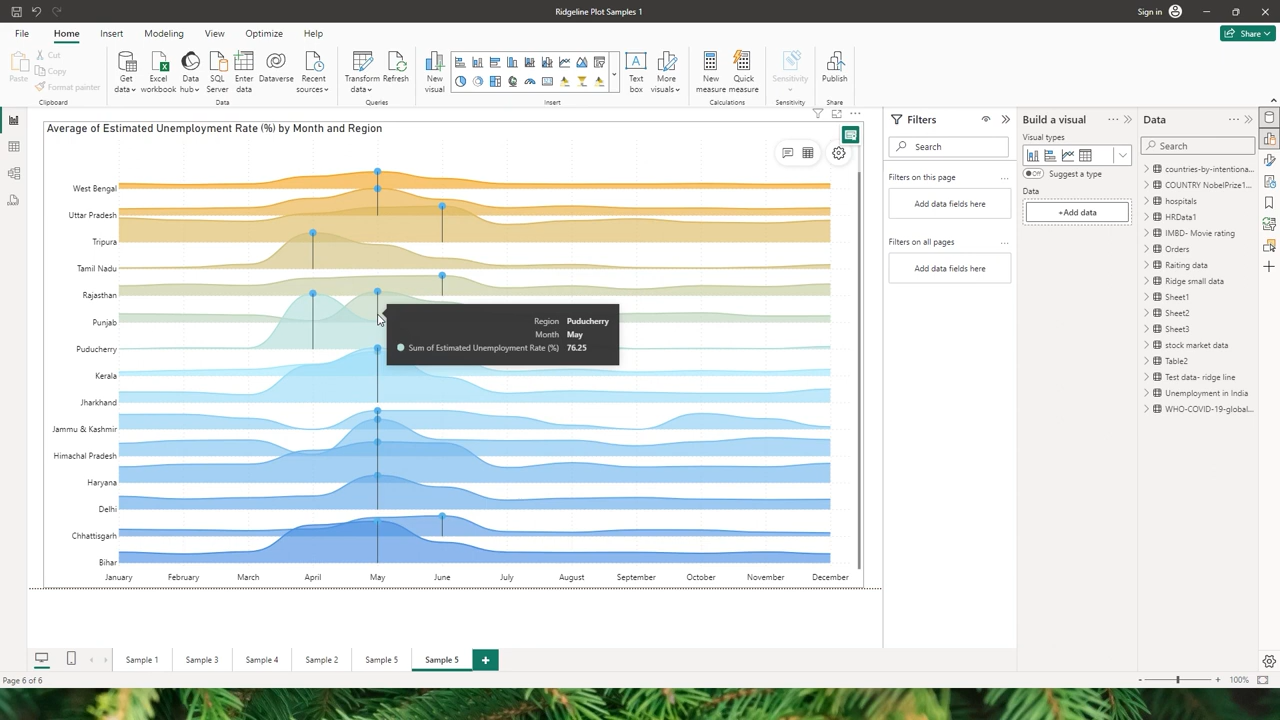 Ridgeline Plot Samples 1
Sign in
File Home Insert Modeling View Optimize Help
Share
Paste
Cut
Copy
Format painter
Clipboard
Get data
Excel workbook
Data hub
SQL Server
Enter data
Dataverse
Recent sources
Data
Transform data
Refresh
Queries
New visual
Text box
More visuals
Insert
New measure
Quick measure
Calculations
Sensitivity
Sensitivity
Publish
Share
Average of Estimated Unemployment Rate (%) by Month and Region
West Bengal
Uttar Pradesh
Tripura
Tamil Nadu
Rajasthan
Punjab
Puducherry
Kerala
Jharkhand
Jammu & Kashmir
Himachal Pradesh
Haryana
Delhi
Chhattisgarh
Bihar
January February March April May June July August September October November December
Region Puducherry
Month May
Sum of Estimated Unemployment Rate (%) 76.25
Filters
Search
Filters on this page ...
Add data fields here
Filters on all pages ...
Add data fields here
Build a visual
Visual types
Off Suggest a type
Data
+Add data
Data
Search
countries-by-intentiona...
COUNTRY NobelPrize1...
hospitals
HRData1
IMBD- Movie rating
Orders
Raiting data
Ridge small data
Sheet1
Sheet2
Sheet3
stock market data
Table2
Test data- ridge line
Unemployment in India
WHO-COVID-19-global...
Sample 1 Sample 3 Sample 4 Sample 2 Sample 5 Sample 5
Page 6 of 6
- + 100%